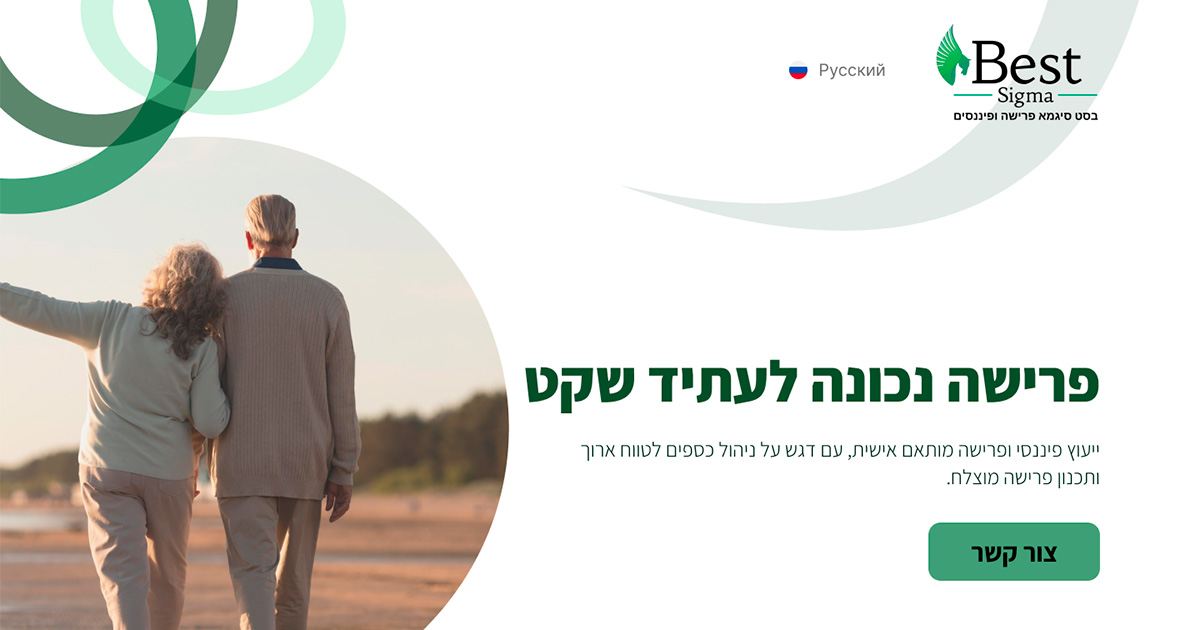 Русский
Best
Sigma
בסט סיגמא פרישה ופיננסים
פרישה נכונה לעתיד שקט
ייעוץ פיננסי ופרישה מותאם אישית, עם דגש על ניהול כספים לטווח ארוך
ותכנון פרישה מוצלח.
צור קשר